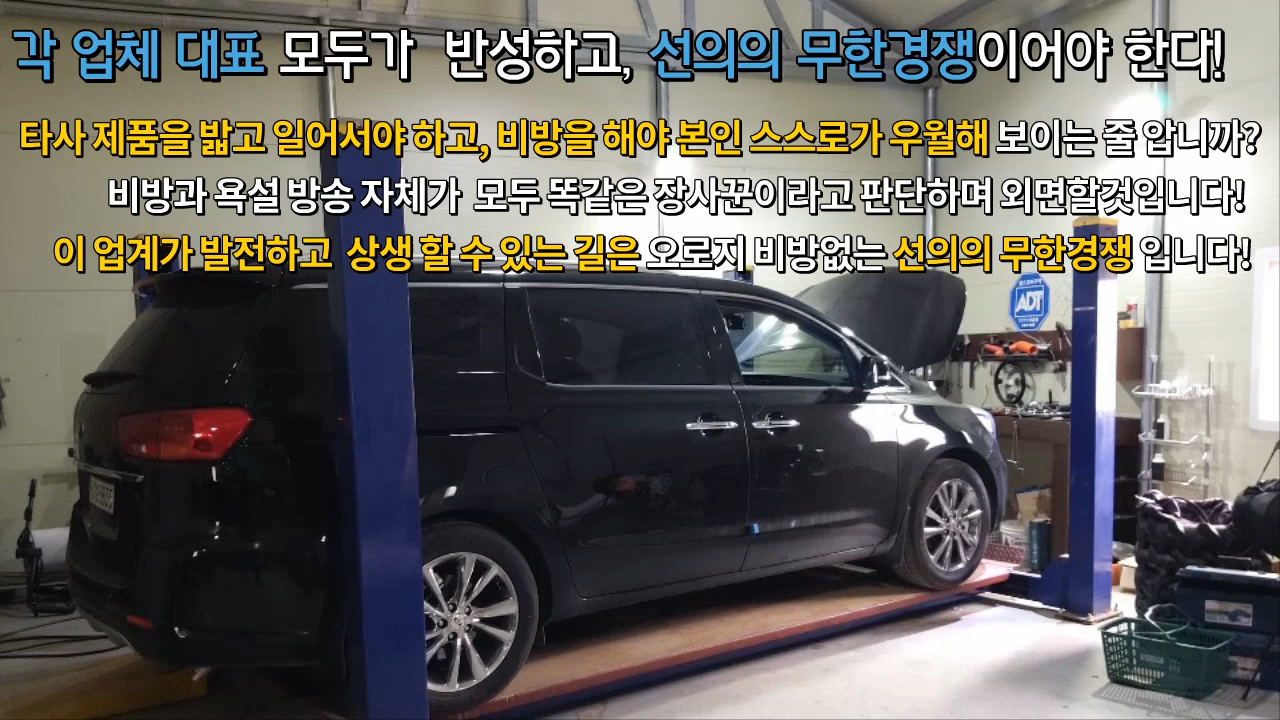 각 업체 대표 모두가 반성하고, 선의의 무한경쟁이어야 한다!
타사 제품을 밟고 일어서야 하고, 비방을 해야 본인 스스로가 우월해 보이는 줄 압니까?
비방과 욕설 방송 자체가 모두 똑같은 장사꾼이라고 판단하며 외면할것입니다!
이 업계가 발전하고 상생 할 수 있는 길은 오로지 비방없는 선의의 무한경쟁 입니다!
ADT